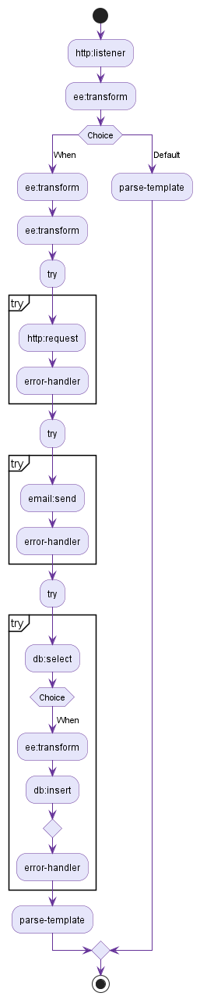 http:listener
ee:transform
Choice
When
Default
ee:transform
parse-template
ee:transform
try
try
http:request
error-handler
try
try
email:send
error-handler
try
try
db:select
Choice
When
ee:transform
db:insert
error-handler
parse-template